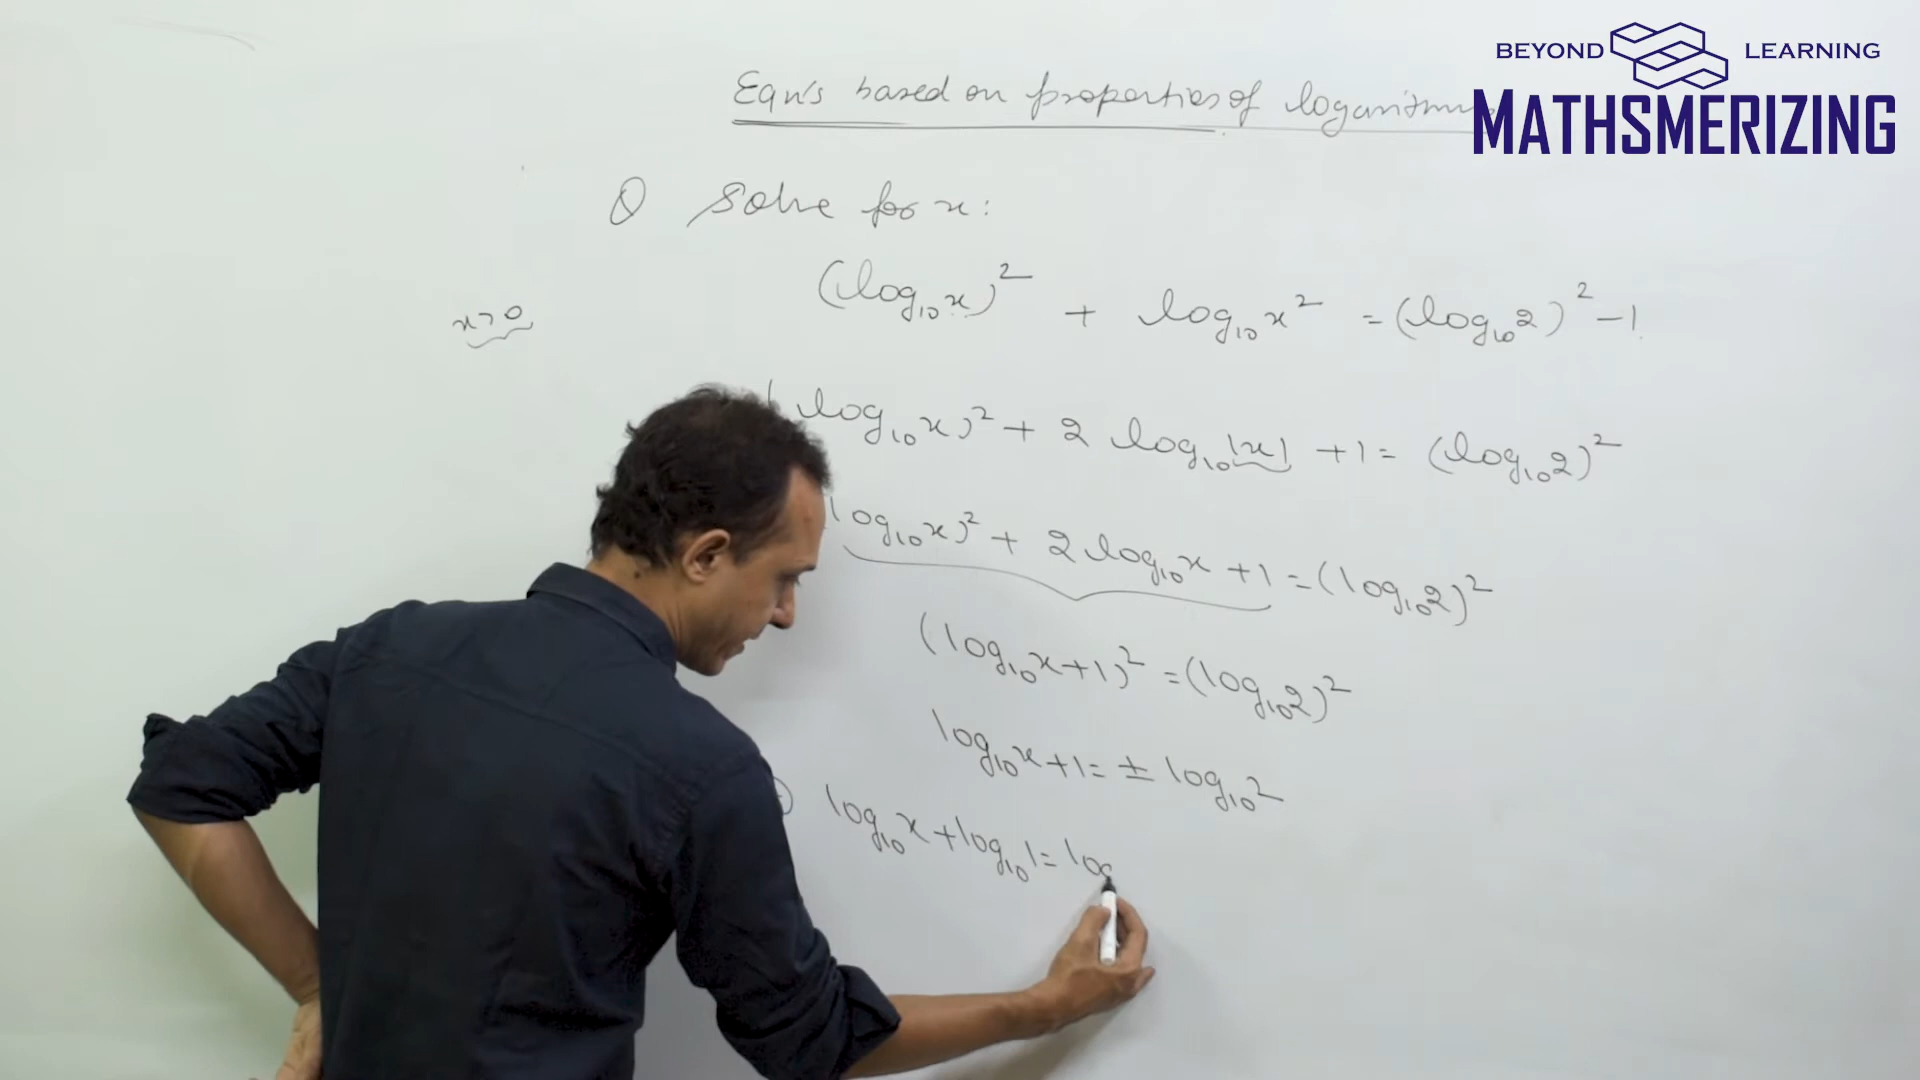 BEYOND LEARNING
MATHSMERIZING
Eqn's based on properties of logarithms
Q Solve for x:
(log₁₀x)² + log₁₀x² = (log₁₀2)² - 1
x > 0
(log₁₀x)² + 2 log₁₀|x| + 1 = (log₁₀2)²
log₁₀x)² + 2 log₁₀x + 1 = (log₁₀2)²
(log₁₀x + 1)² = (log₁₀2)²
log₁₀x + 1 = ± log₁₀2
log₁₀x + log₁₀1 = log